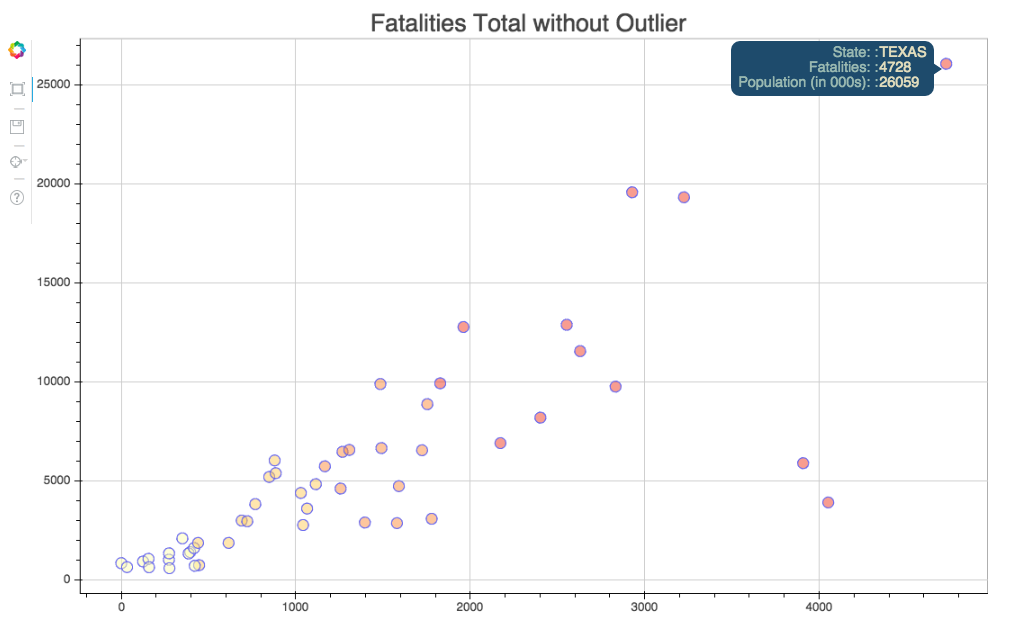 Fatalities Total without Outlier
State: :TEXAS
Fatalities: :4728
Population (in 000s): :26059
25000
20000
15000
10000
5000
0
0 1000 2000 3000 4000
?